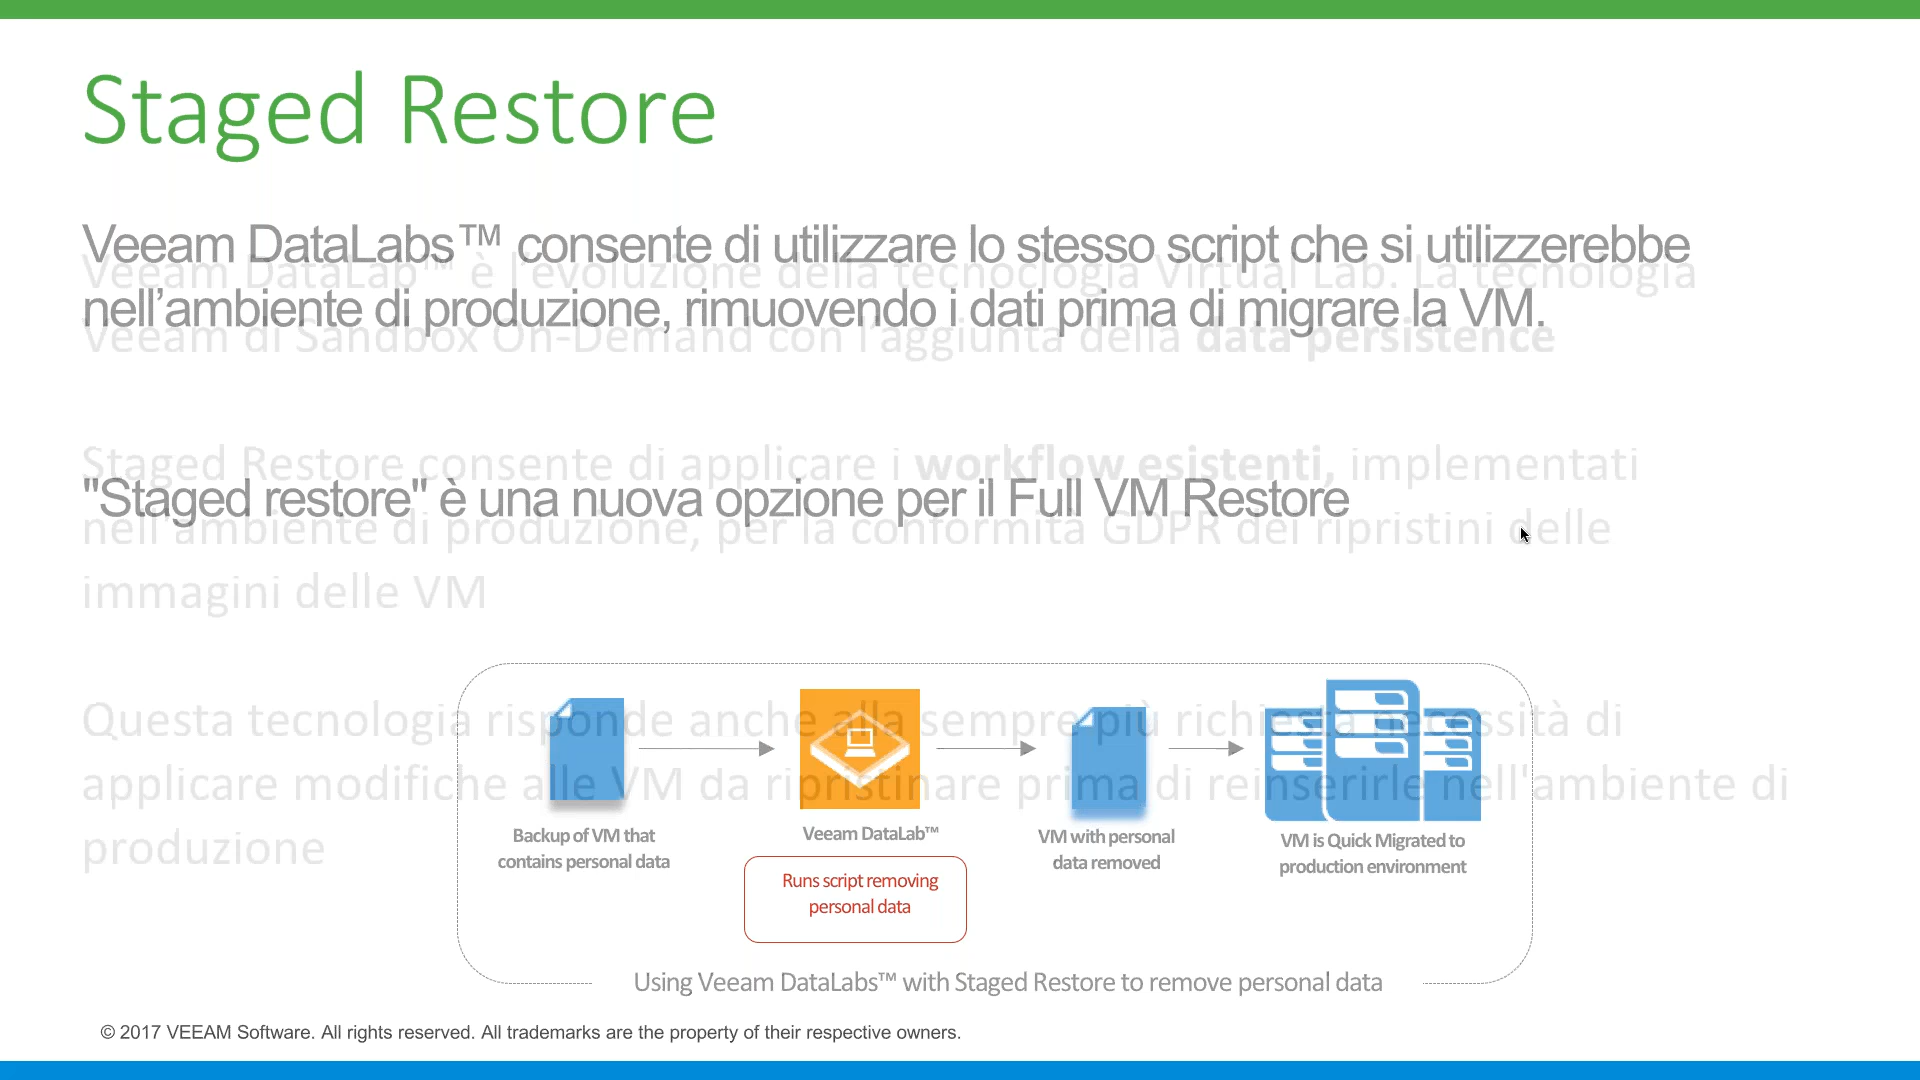 Staged Restore
Veeam DataLabs™ consente di utilizzare lo stesso script che si utilizzerebbe
nell’ambiente di produzione, rimuovendo i dati prima di migrare la VM.
Veeam DataLab™ è l'evoluzione della tecnoclogia Virtual Lab. La tecnologia
Veeam di Sandbox On-Demand con l'aggiunta della data persistence
"Staged restore" è una nuova opzione per il Full VM Restore
Staged Restore consente di applicare i workflow esistenti, implementati
nell'ambiente di produzione, per la conformità GDPR dei ripristini delle
immagini delle VM
Questa tecnologia risponde anche alla sempre più richiesta necessità di
applicare modifiche alle VM da ripristinare prima di reinserirle nell'ambiente di
produzione
Backup of VM that
contains personal data
Veeam DataLab™
Runs script removing
personal data
VM with personal
data removed
VM is Quick Migrated to
production environment
Using Veeam DataLabs™ with Staged Restore to remove personal data
© 2017 VEEAM Software. All rights reserved. All trademarks are the property of their respective owners.